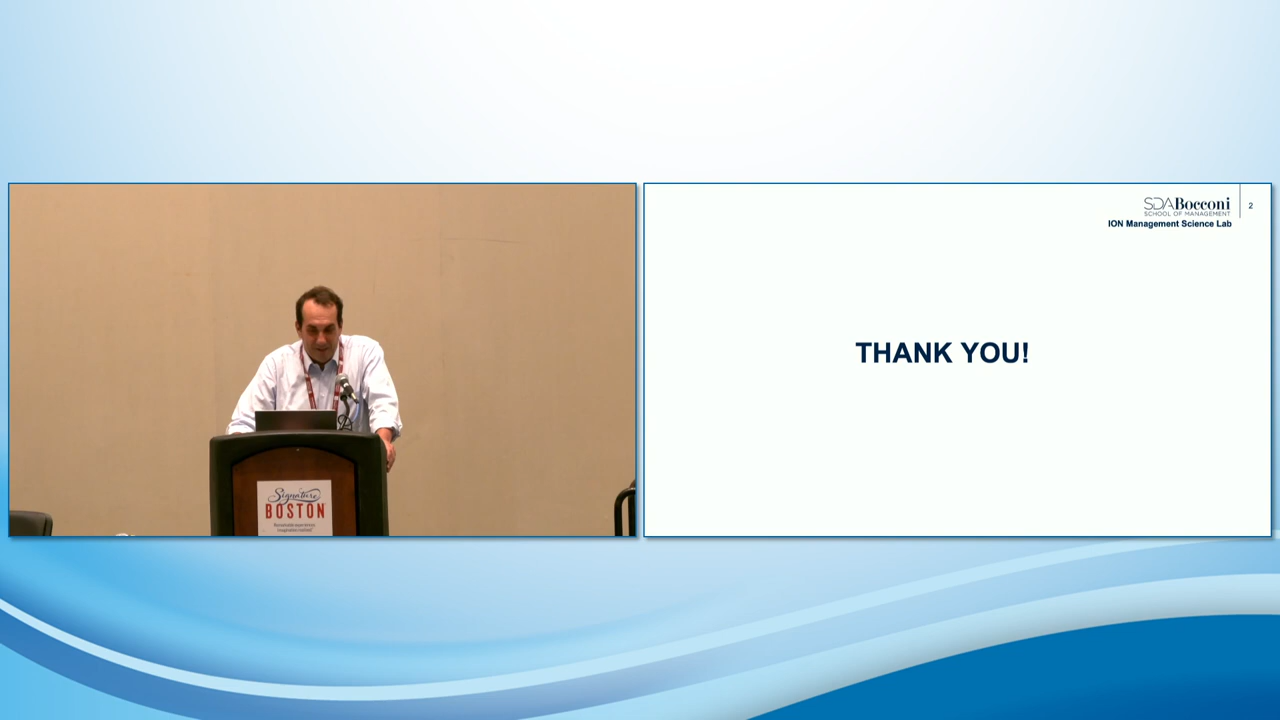 Signature
BOSTON
SDABocconi
SCHOOL OF MANAGEMENT
2
ION Management Science Lab
THANK YOU!